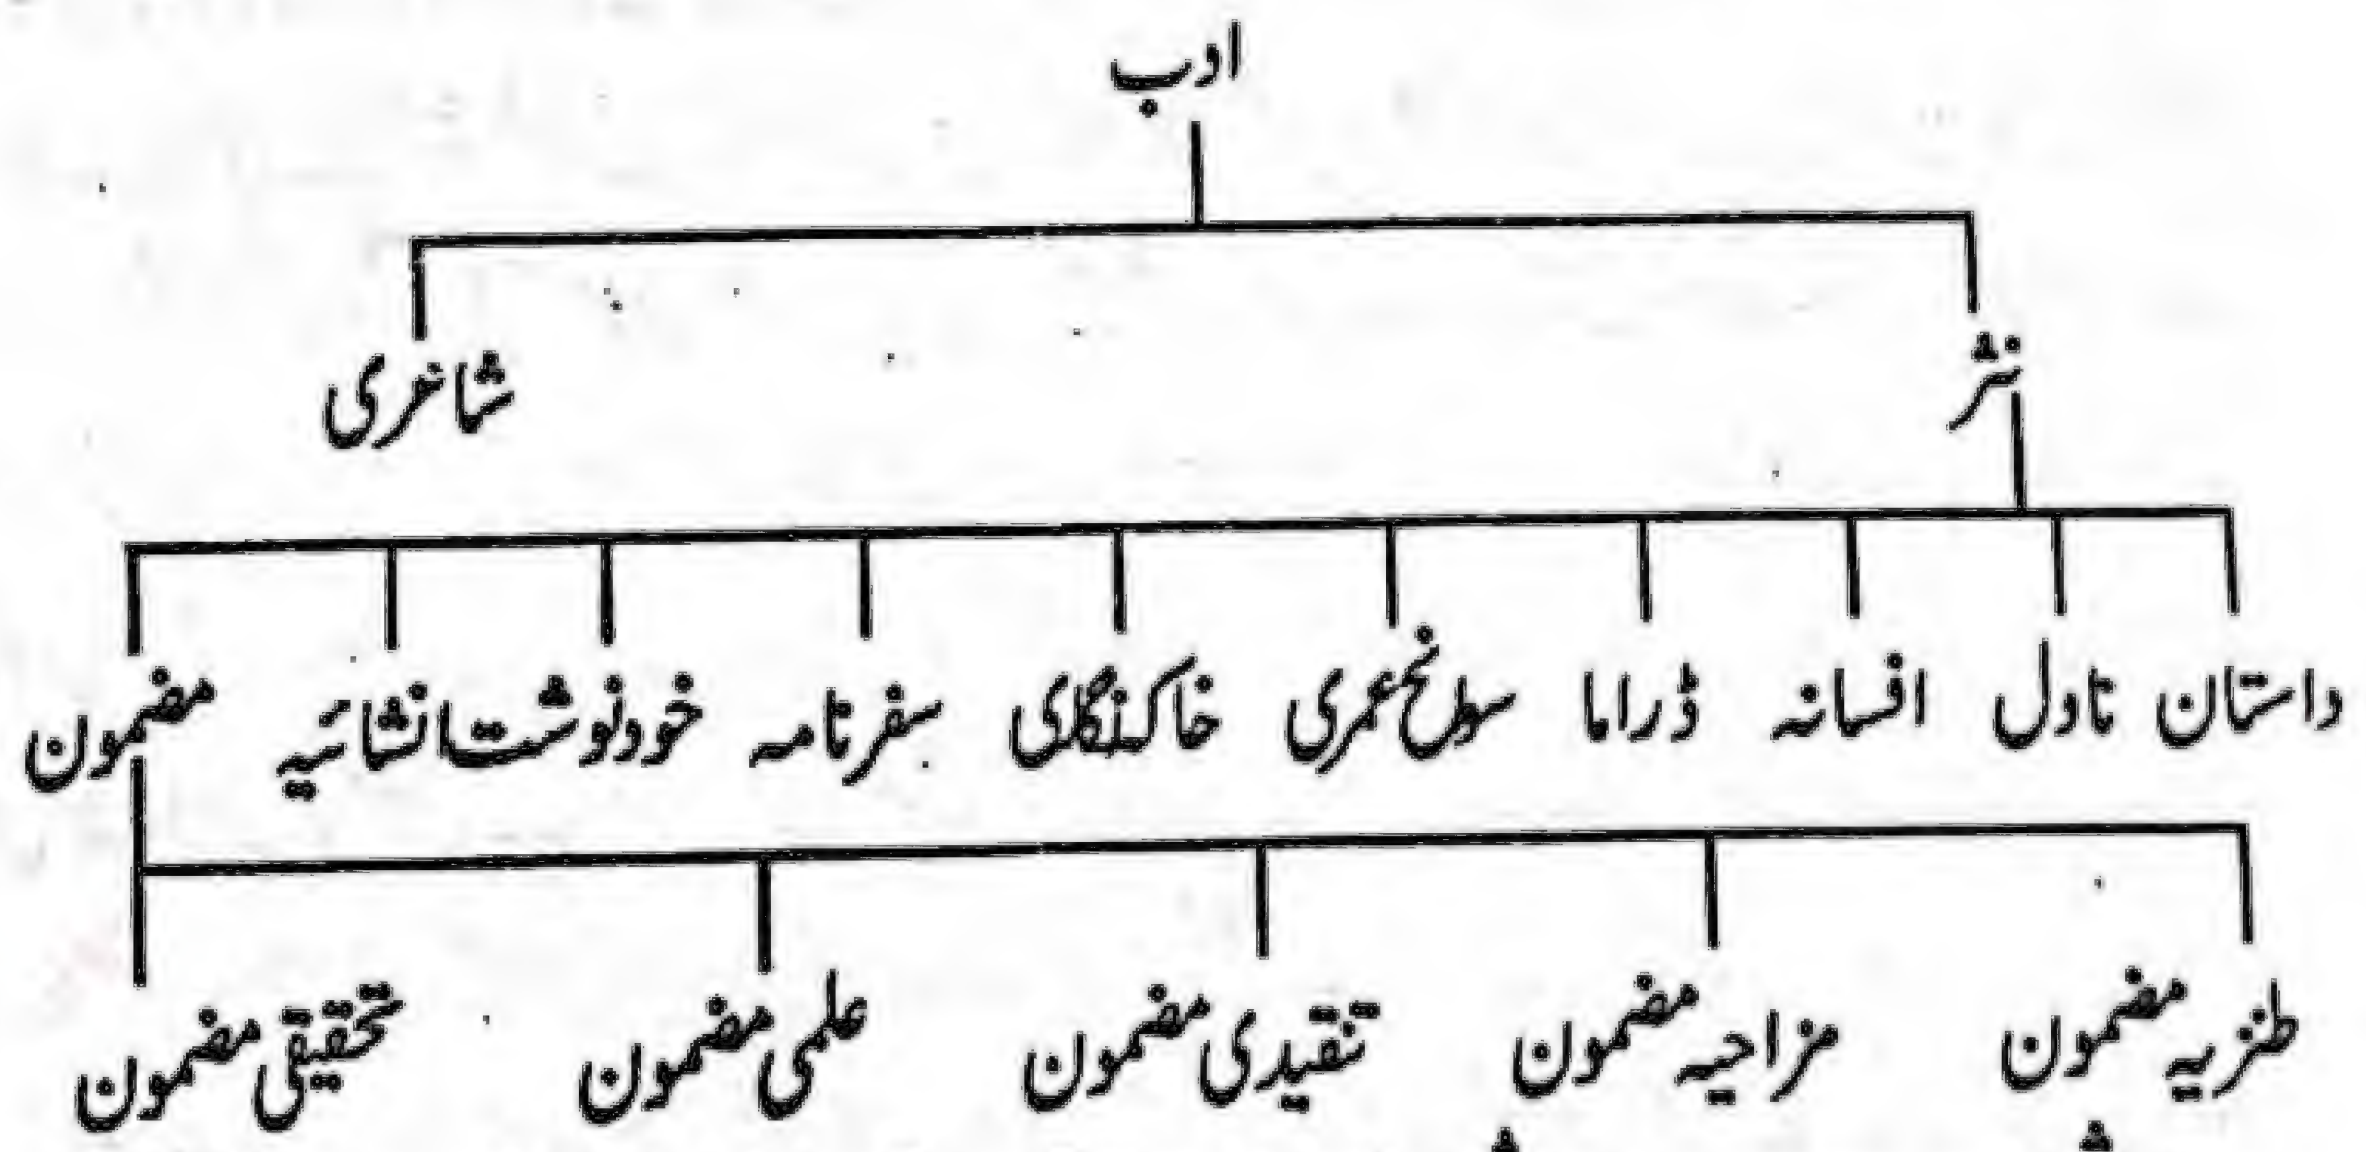 ادب
نثر شاعری
داستان ناول افسانہ ڈراما سوانح عمری خاکہ نگاری سفرنامہ خودنوشت انشائیہ مضمون
طنزیہ مضمون مزاحیہ مضمون تنقیدی مضمون علمی مضمون تحقیقی مضمون